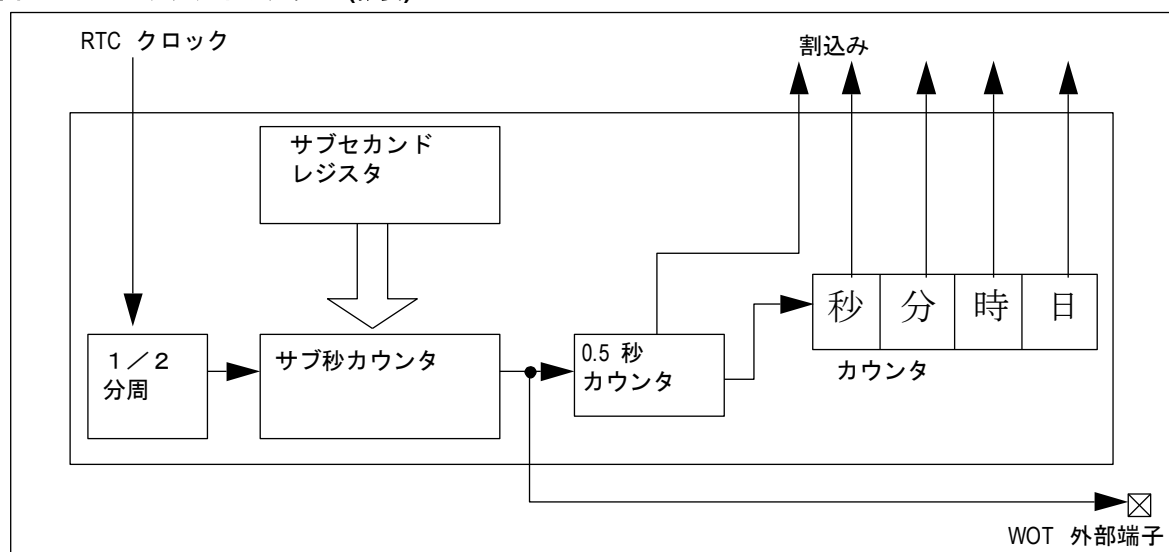 RTC クロック
割込み
サブセカンド
レジスタ
1/2
分周
サブ秒カウンタ
0.5 秒
カウンタ
秒 分 時 日
カウンタ
WOT 外部端子